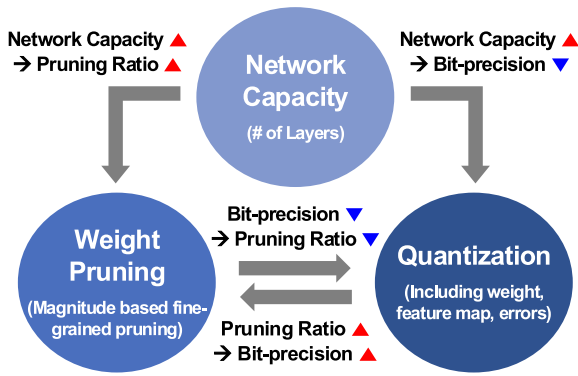 Network Capacity ▲
→ Pruning Ratio ▲
Network
Capacity
(# of Layers)
Network Capacity ▲
→ Bit-precision ▼
Weight
Pruning
(Magnitude based fine-
grained pruning)
Bit-precision ▼
→ Pruning Ratio ▼
Pruning Ratio ▲
→ Bit-precision ▲
Quantization
(Including weight,
feature map, errors)